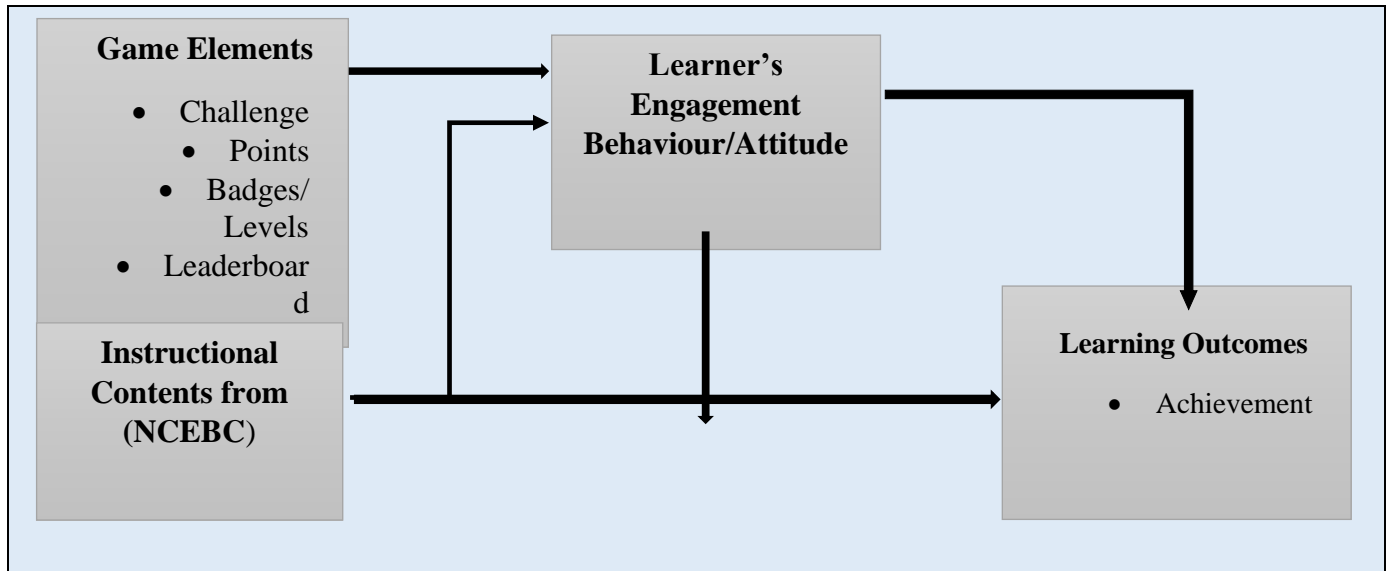 Game Elements
• Challenge
• Points
• Badges/
Levels
• Leaderboar
d
Instructional
Contents from
(NCEBC)
Learner’s
Engagement
Behaviour/Attitude
Learning Outcomes
• Achievement